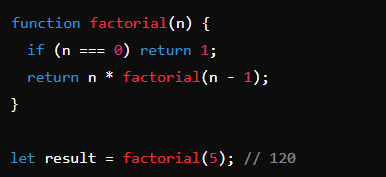 function factorial(n) {
  if (n === 0) return 1;
  return n * factorial(n - 1);
}
let result = factorial(5); // 120